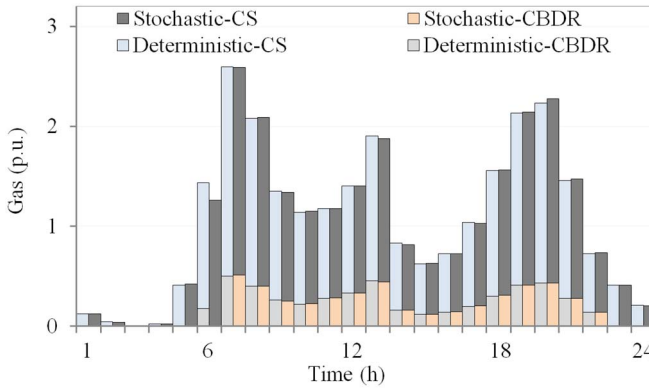 3
Stochastic-CS Stochastic-CBDR
Deterministic-CS Deterministic-CBDR
2
Gas (p.u.)
1
0
1 6 12 18 24
Time (h)